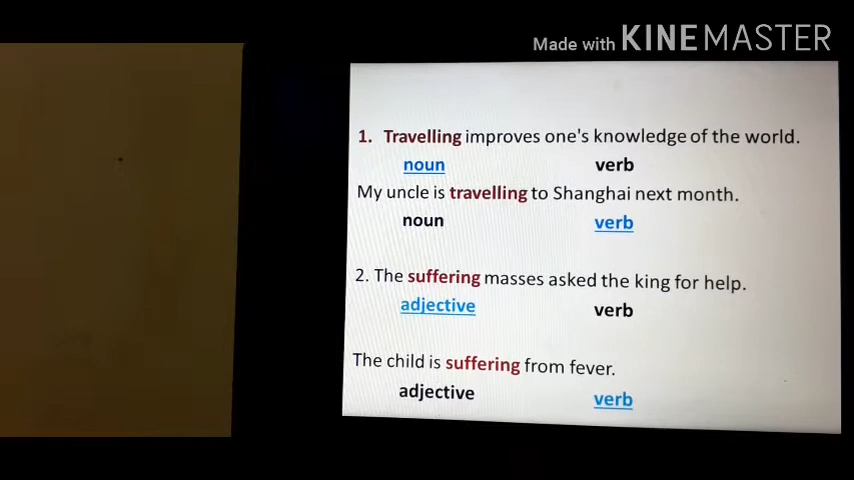 Made with KINEMASTER
1. Travelling improves one's knowledge of the world.
noun verb
My uncle is travelling to Shanghai next month.
noun verb
2. The suffering masses asked the king for help.
adjective verb
The child is suffering from fever.
adjective verb